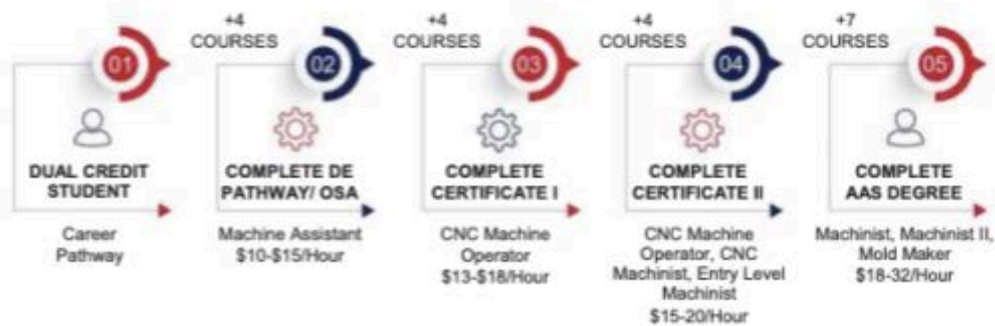 01
DUAL CREDIT
STUDENT
Career
Pathway
+4
COURSES
02
COMPLETE DE
PATHWAY/ OSA
Machine Assistant
$10-$15/Hour
+4
COURSES
03
COMPLETE
CERTIFICATE I
CNC Machine
Operator
$13-$18/Hour
+4
COURSES
04
COMPLETE
CERTIFICATE II
CNC Machine
Operator, CNC
Machinist, Entry Level
Machinist
$15-20/Hour
+7
COURSES
05
COMPLETE
AAS DEGREE
Machinist, Machinist II,
Mold Maker
$18-32/Hour